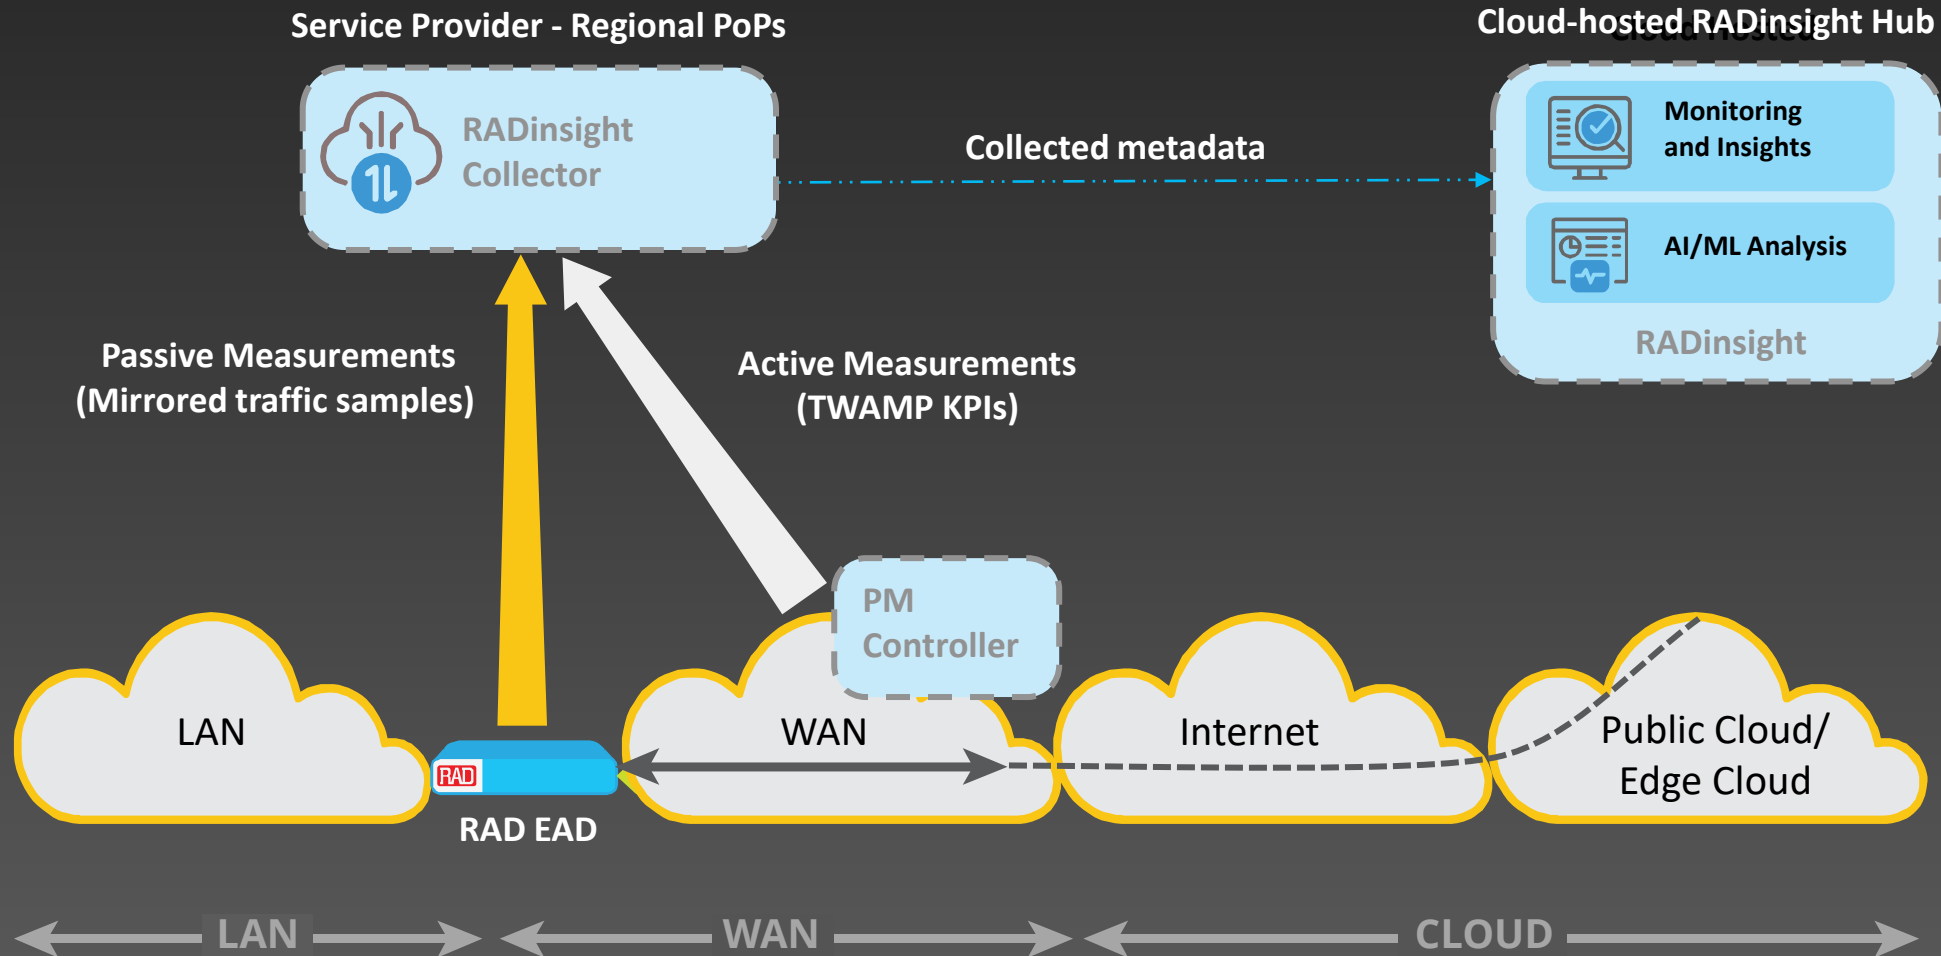 Service Provider - Regional PoPs
Cloud-hosted RADinsight Hub
Cloud Hosted
RADinsight
Collector
Collected metadata
Monitoring
and Insights
AI/ML Analysis
RADinsight
Passive Measurements
(Mirrored traffic samples)
Active Measurements
(TWAMP KPIs)
PM
Controller
LAN
WAN
Internet
Public Cloud/
Edge Cloud
RAD
RAD EAD
LAN
WAN
CLOUD